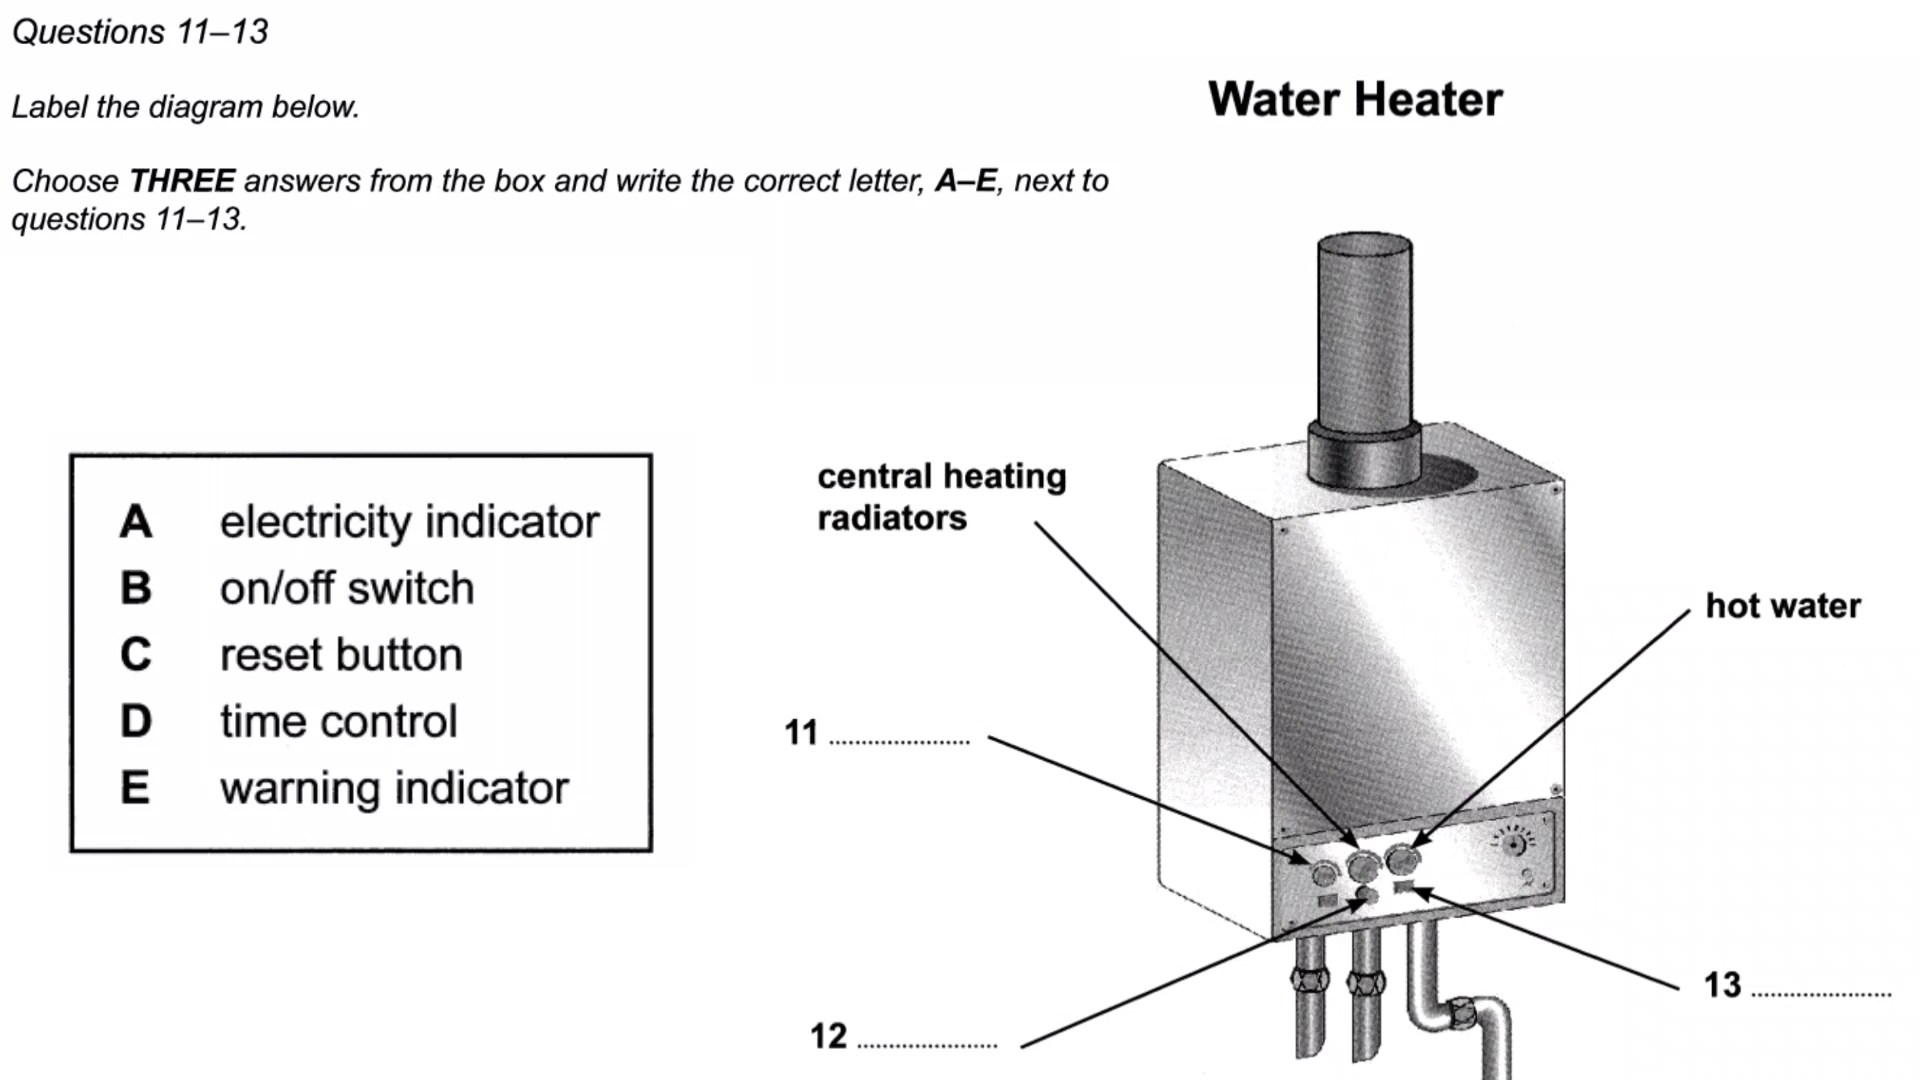 Questions 11–13
Label the diagram below.
Choose THREE answers from the box and write the correct letter, A–E, next to
questions 11–13.
Water Heater
A electricity indicator
B on/off switch
C reset button
D time control
E warning indicator
central heating
radiators
hot water
11 ......................
12 ......................
13 ......................